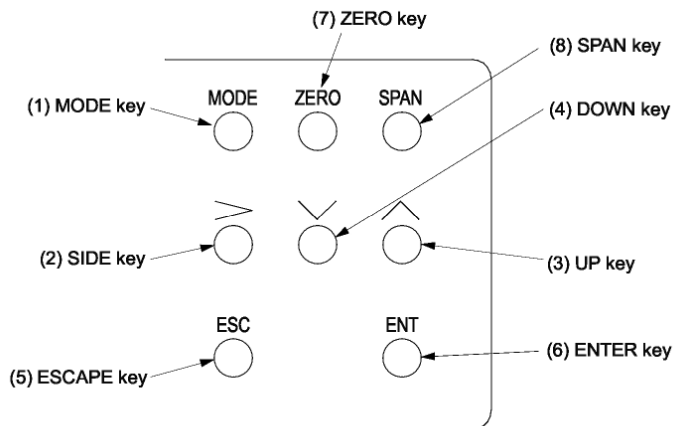 (7) ZERO key
(8) SPAN key
(1) MODE key
MODE ZERO SPAN
(4) DOWN key
(2) SIDE key
(3) UP key
ESC ENT
(5) ESCAPE key
(6) ENTER key